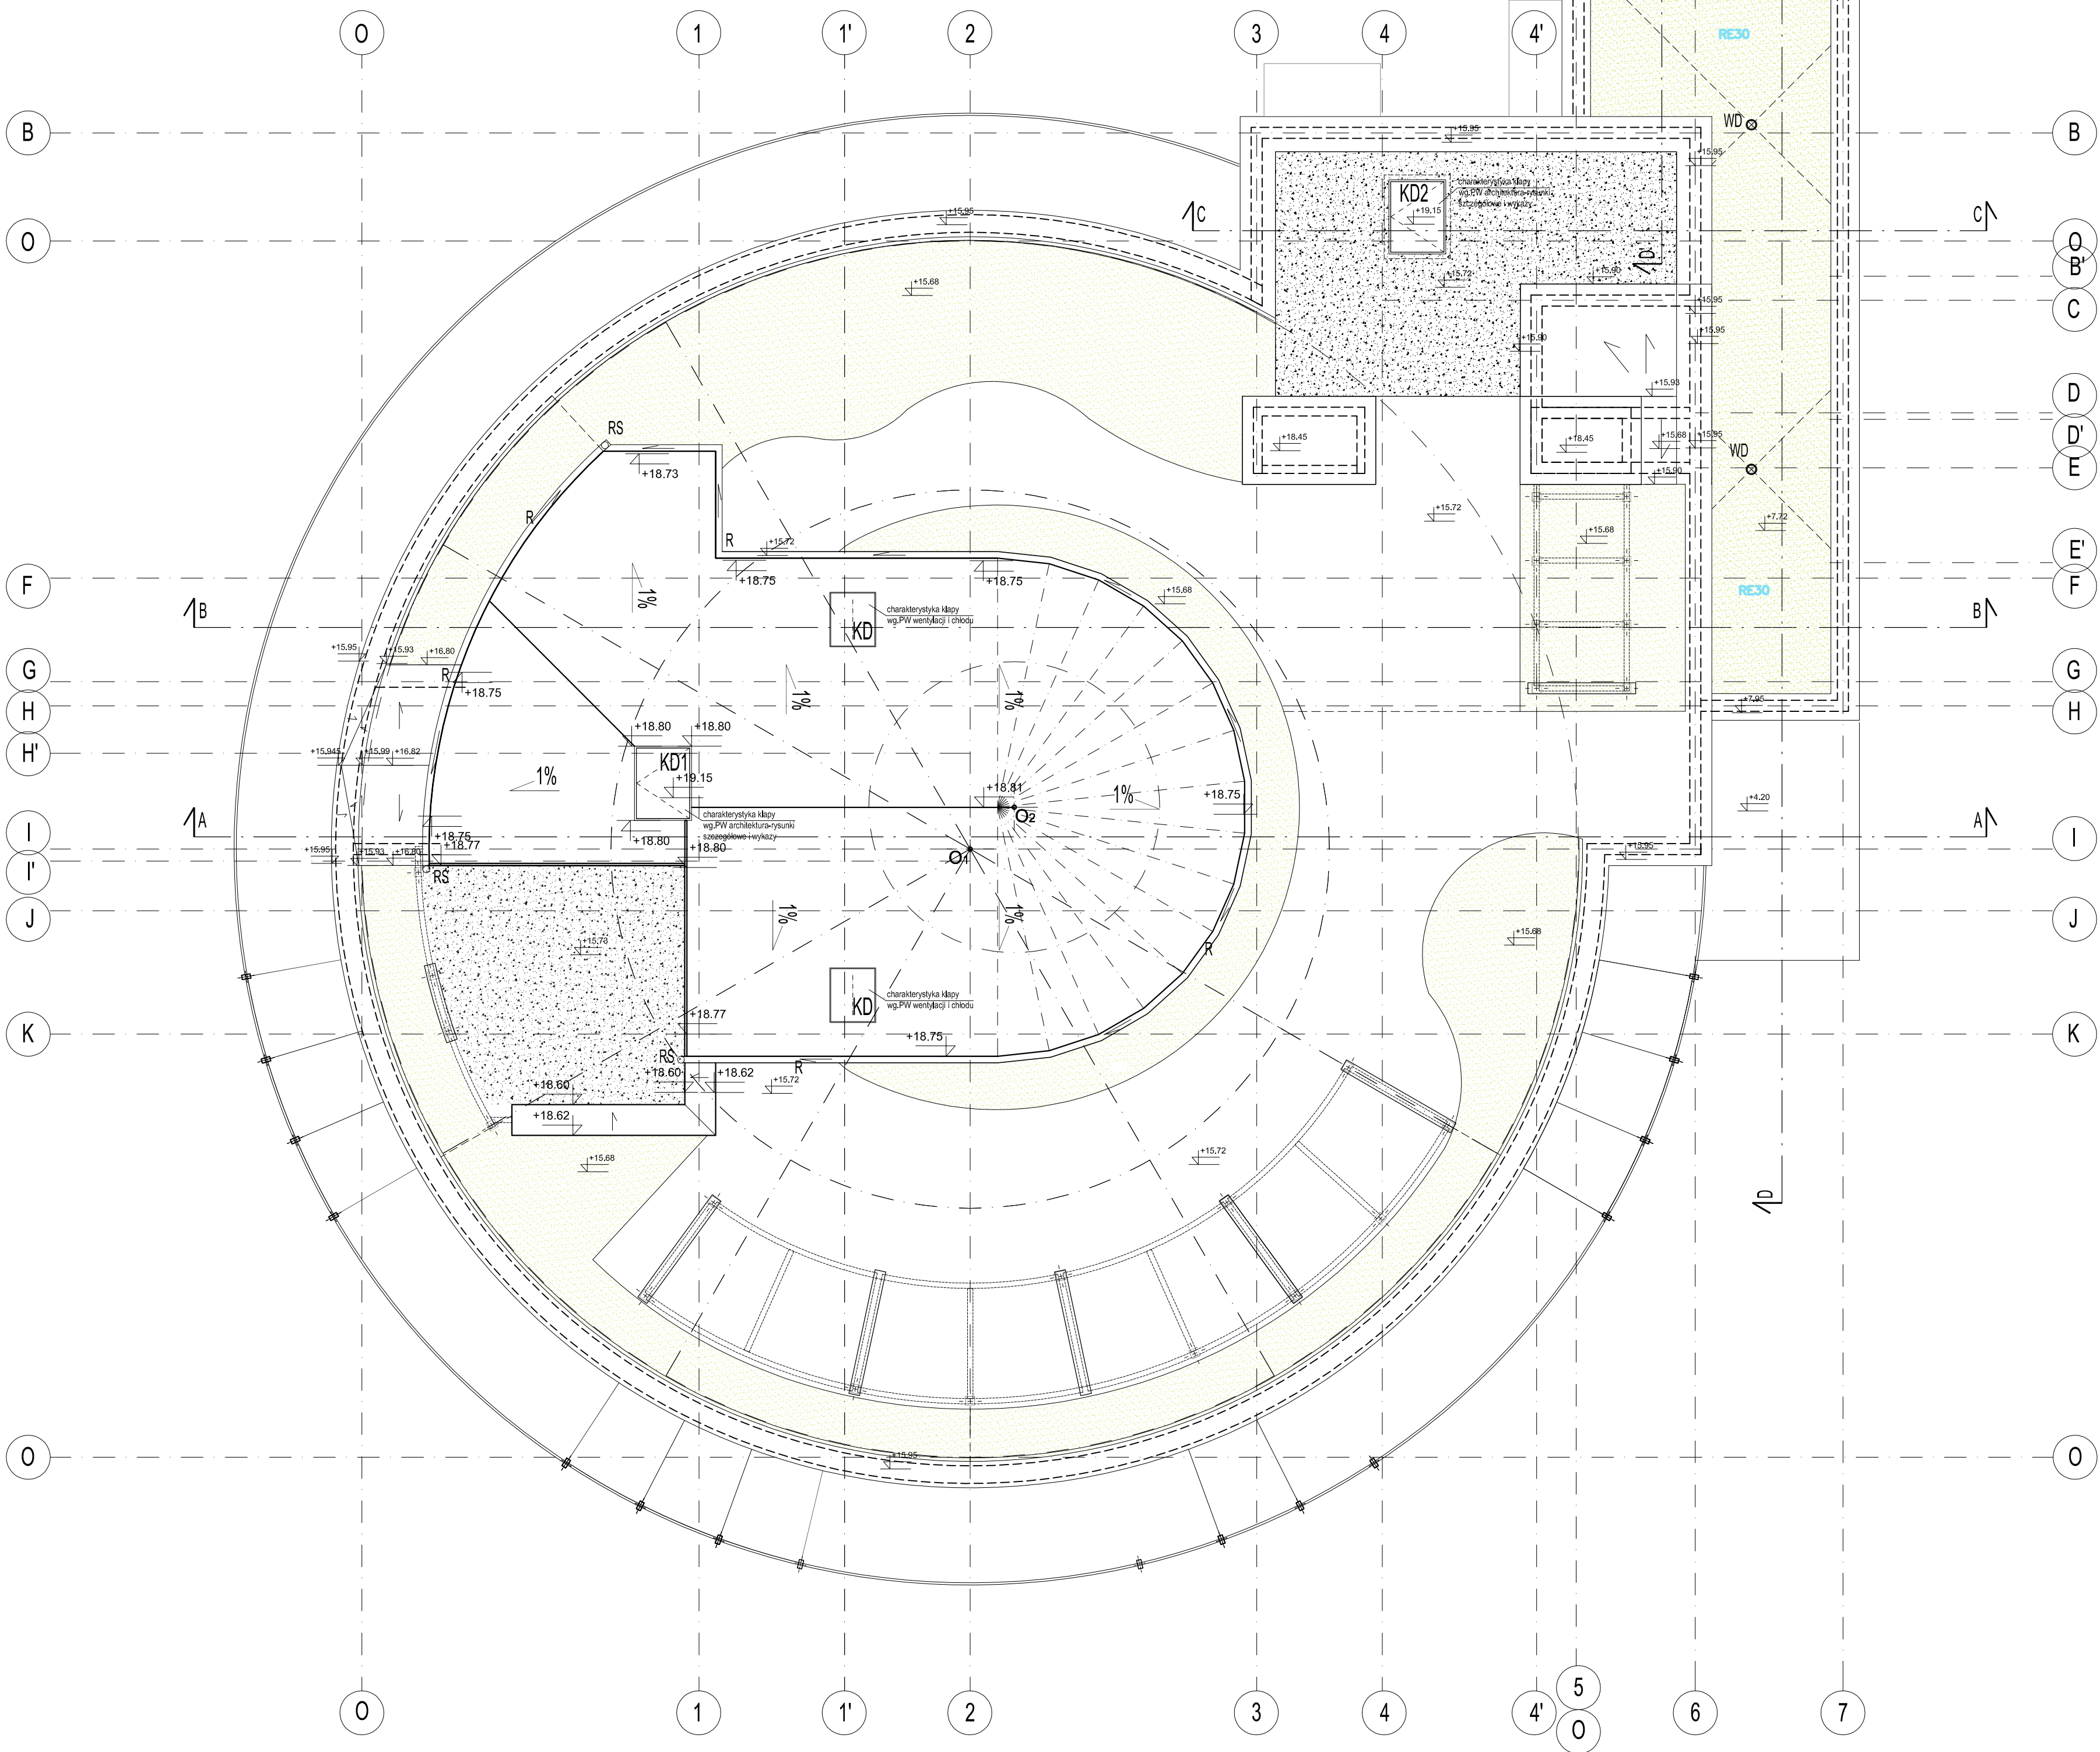 O
1
1'
2
3
4
4'
RE30
B
B
WD
+15.95
+15.95
KD2
charakterystyka klapy
wg.PW architektura-rysunki
szczegółowe i wykazy
+19.15
+15.95
C
C
O
O
B'
D
+15.68
+15.72
+15.90
C
+15.95
+15.95
+15.90
+15.93
D
RS
D'
+18.45
+18.45
+15.68
+15.95
WD
E
+18.73
+15.90
R
+15.72
+7.72
R
+15.72
+15.68
E'
F
+18.75
+18.75
F
1%
RE30
+15.68
B
charakterystyka klapy
wg.PW wentylacji i chłodu
KD
B
+15.95
+15.93
+16.80
G
R
+18.75
1%
1%
G
H
+7.95
H
+18.80
+18.80
H'
+15.945
+15.99
+16.82
KD1
+19.15
1%
+18.81
1%
+18.75
+4.20
O2
A
charakterystyka klapy
wg.PW architektura-rysunki
szczegółowe i wykazy
A
I
+18.75
+18.77
+18.80
+18.80
I
I'
+15.95
+15.93
+16.80
O1
+15.95
RS
J
1%
1%
J
+15.73
+15.68
R
KD
charakterystyka klapy
wg.PW wentylacji i chłodu
+18.77
K
+18.75
K
RS
R
+18.60
+18.60
+18.62
+15.72
+18.62
+15.68
+15.72
D
O
+15.95
O
O
1
1'
2
3
4
4'
5
O
6
7